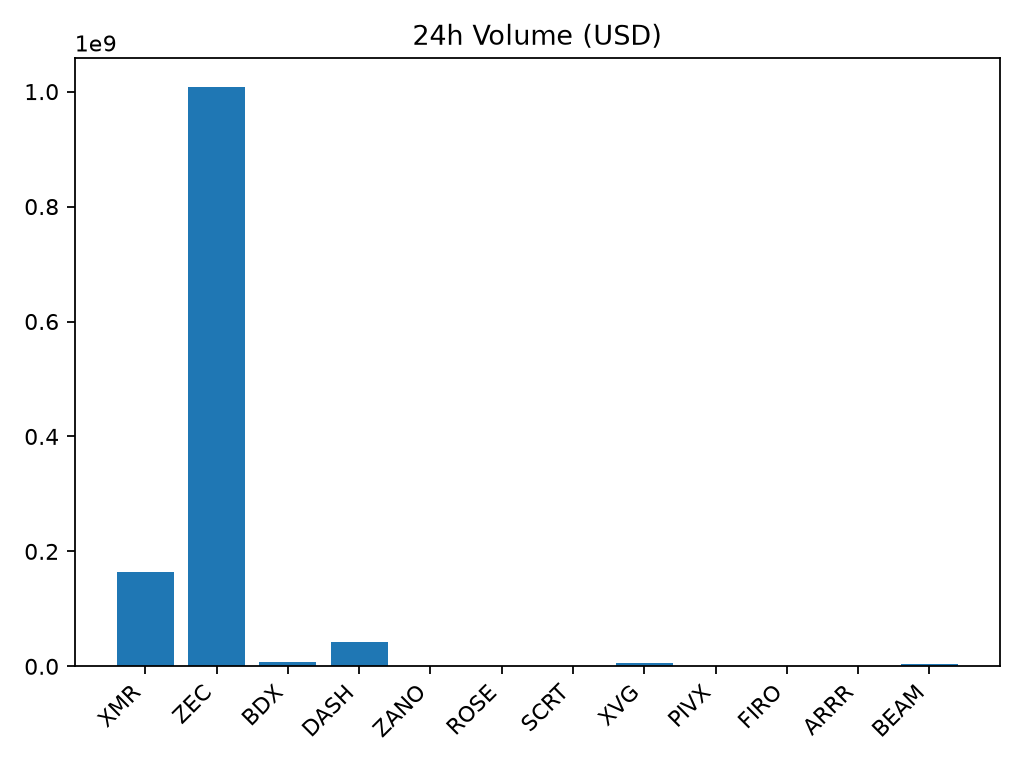 24h Volume (USD)
1e9
1.0
0.8
0.6
0.4
0.2
0.0
XMR
ZEC
BDX
DASH
ZANO
ROSE
SCRT
XVG
PIVX
FIRO
ARRR
BEAM